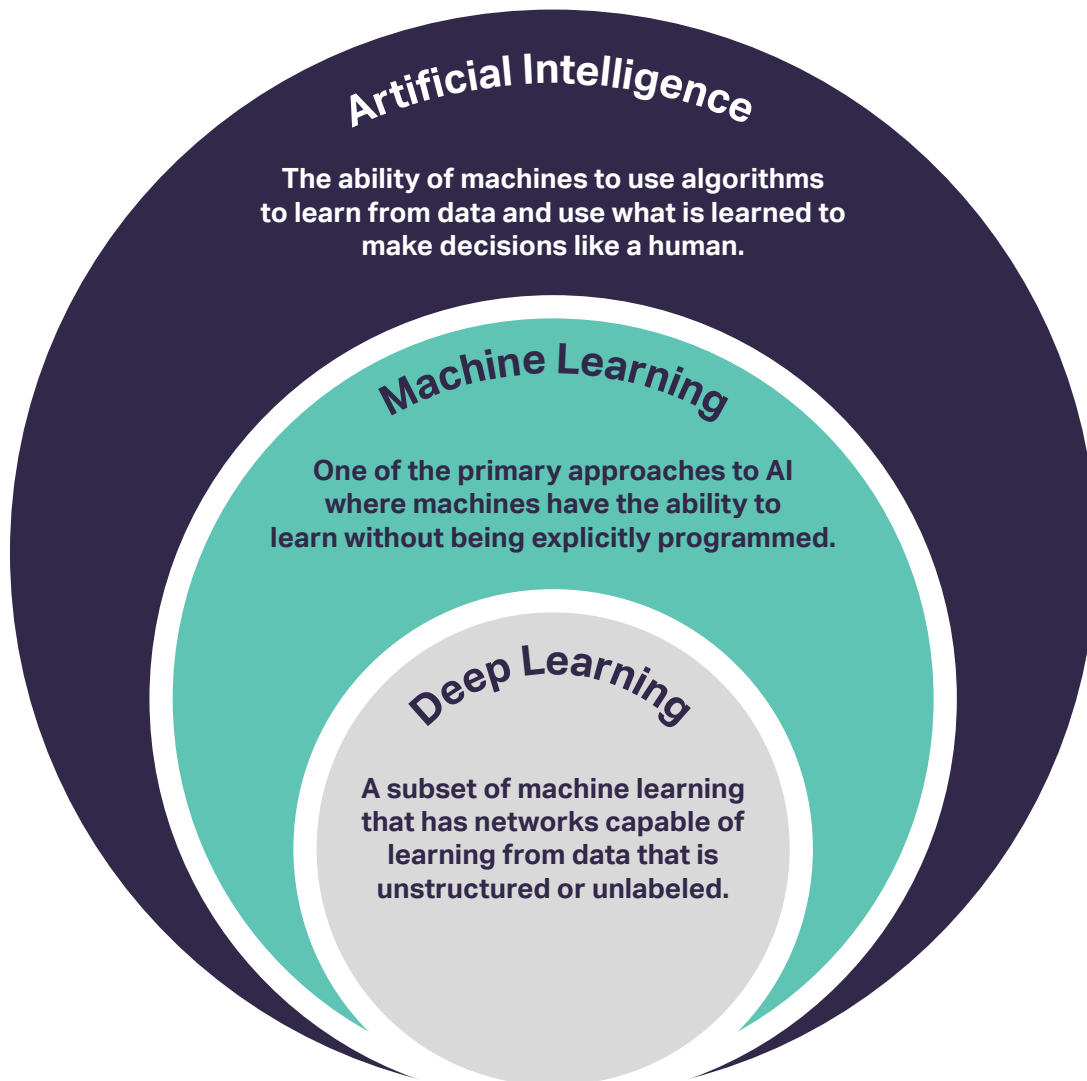 Artificial Intelligence
The ability of machines to use algorithms
to learn from data and use what is learned to
make decisions like a human.
Machine Learning
One of the primary approaches to AI
where machines have the ability to
learn without being explicitly programmed.
Deep Learning
A subset of machine learning
that has networks capable of
learning from data that is
unstructured or unlabeled.